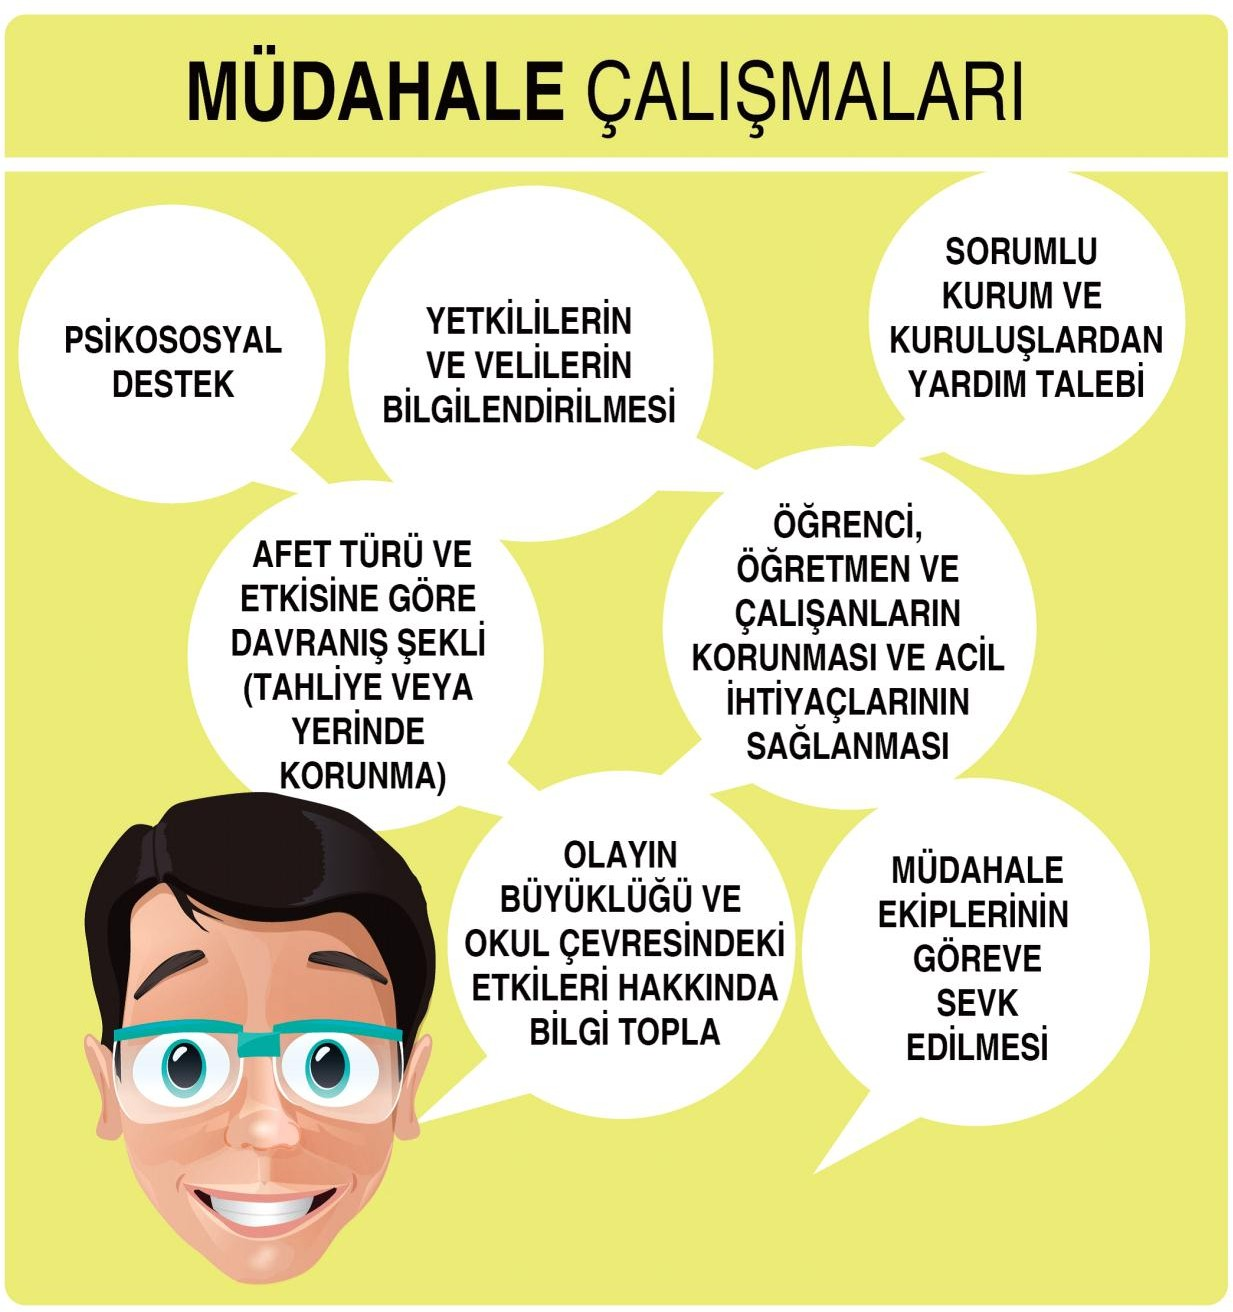 MÜDAHALE ÇALIŞMALARI
PSİKOSOSYAL
DESTEK
YETKİLİLERİN
VE VELİLERİN
BİLGİLENDİRİLMESİ
SORUMLU
KURUM VE
KURULUŞLARDAN
YARDIM TALEBİ
AFET TÜRÜ VE
ETKİSİNE GÖRE
DAVRANIŞ ŞEKLİ
(TAHLİYE VEYA
YERİNDE
KORUNMA)
ÖĞRENCİ,
ÖĞRETMEN VE
ÇALIŞANLARIN
KORUNMASI VE ACİL
İHTİYAÇLARININ
SAĞLANMASI
OLAYIN
BÜYÜKLÜĞÜ VE
OKUL ÇEVRESİNDEKİ
ETKİLERİ HAKKINDA
BİLGİ TOPLA
MÜDAHALE
EKİPLERİNİN
GÖREVE
SEVK
EDİLMESİ